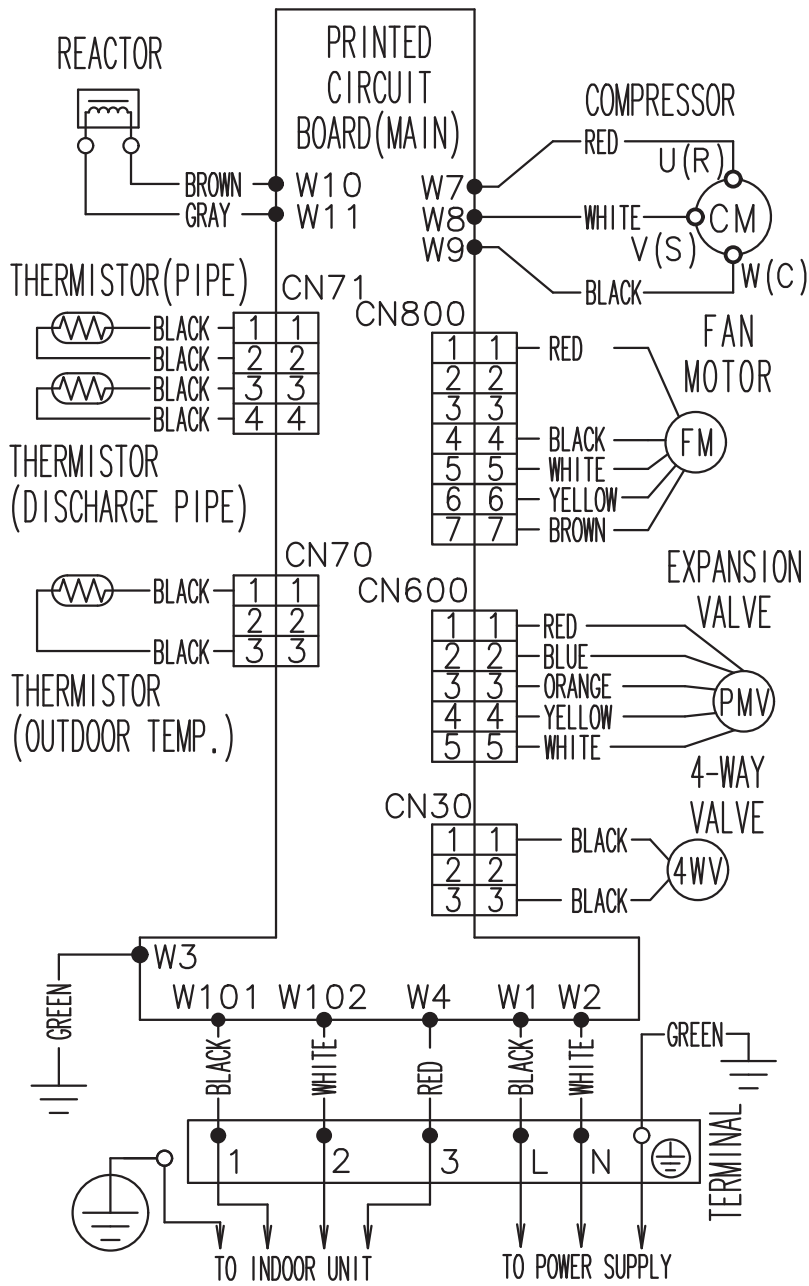 REACTOR
PRINTED
CIRCUIT
BOARD(MAIN)
COMPRESSOR
BROWN W10
GRAY W11
W7 RED U(R)
W8 WHITE CM
V(S)
W9 BLACK W(C)
THERMISTOR(PIPE)
CN71
BLACK 1 1
BLACK 2 2
BLACK 3 3
BLACK 4 4
THERMISTOR
(DISCHARGE PIPE)
CN800
FAN
MOTOR
1 1 RED
2 2
3 3
4 4 BLACK FM
5 5 WHITE
6 6 YELLOW
7 7 BROWN
CN70
BLACK 1 1
2 2
BLACK 3 3
THERMISTOR
(OUTDOOR TEMP.)
CN600
EXPANSION
VALVE
1 1 RED
2 2 BLUE
3 3 ORANGE PMV
4 4 YELLOW
5 5 WHITE
CN30
4-WAY
VALVE
1 1 BLACK
2 2 4WV
3 3 BLACK
W3
GREEN
W101 W102 W4 W1 W2
BLACK WHITE RED BLACK WHITE GREEN
1 2 3 L N
TERMINAL
TO INDOOR UNIT TO POWER SUPPLY